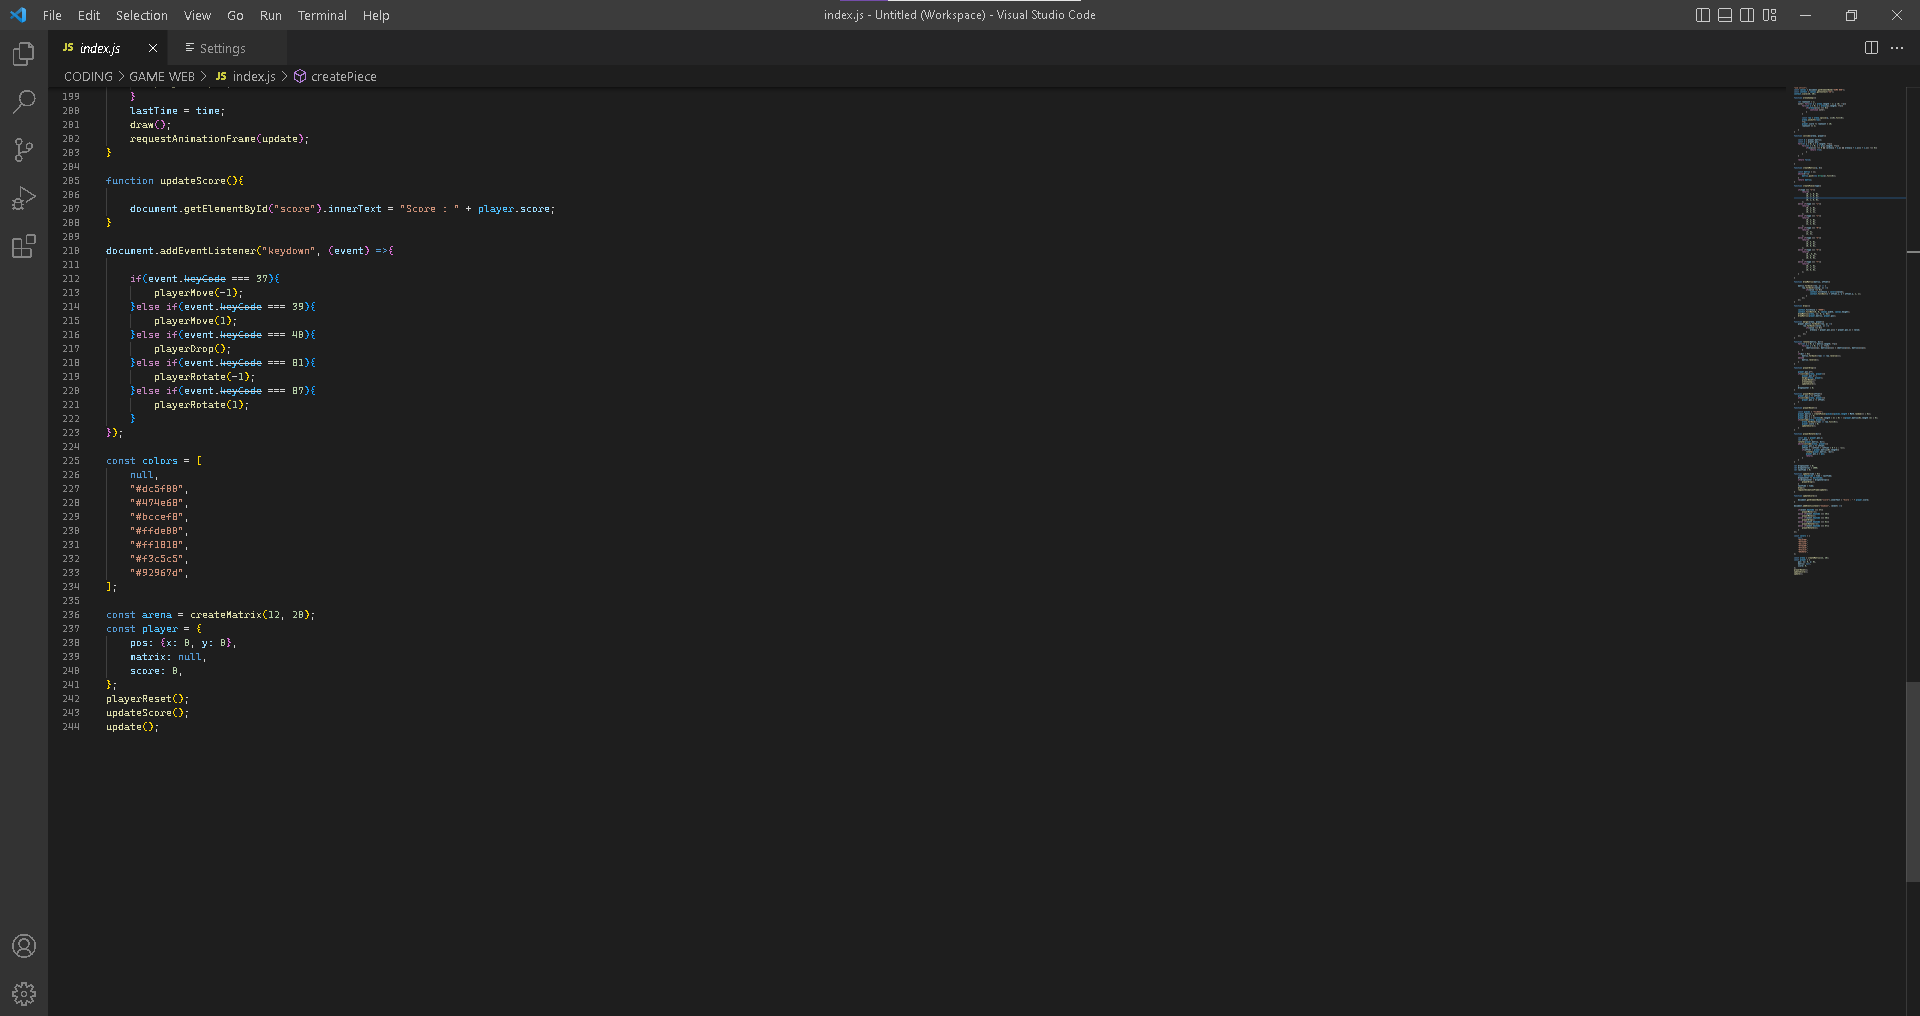 File Edit Selection View Go Run Terminal Help
index.js - Untitled (Workspace) - Visual Studio Code
JS index.js Settings
CODING > GAME WEB > JS index.js > createPiece
199 }
200 lastTime = time;
201 draw();
202 requestAnimationFrame(update);
203 }
204
205 function updateScore(){
206
207 document.getElementById("score").innerText = "Score : " + player.score;
208 }
209
210 document.addEventListener("keydown", (event) =>{
211
212 if(event.keyCode === 37){
213 playerMove(-1);
214 }else if(event.keyCode === 39){
215 playerMove(1);
216 }else if(event.keyCode === 40){
217 playerDrop();
218 }else if(event.keyCode === 81){
219 playerRotate(-1);
220 }else if(event.keyCode === 87){
221 playerRotate(1);
222 }
223 });
224
225 const colors = [
226 null,
227 "#dc5f00",
228 "#474e68",
229 "#bccef8",
230 "#ffde00",
231 "#ff1818",
232 "#f3c5c5",
233 "#92967d",
234 ];
235
236 const arena = createMatrix(12, 20);
237 const player = {
238 pos: {x: 0, y: 0},
239 matrix: null,
240 score: 0,
241 };
242 playerReset();
243 updateScore();
244 update();